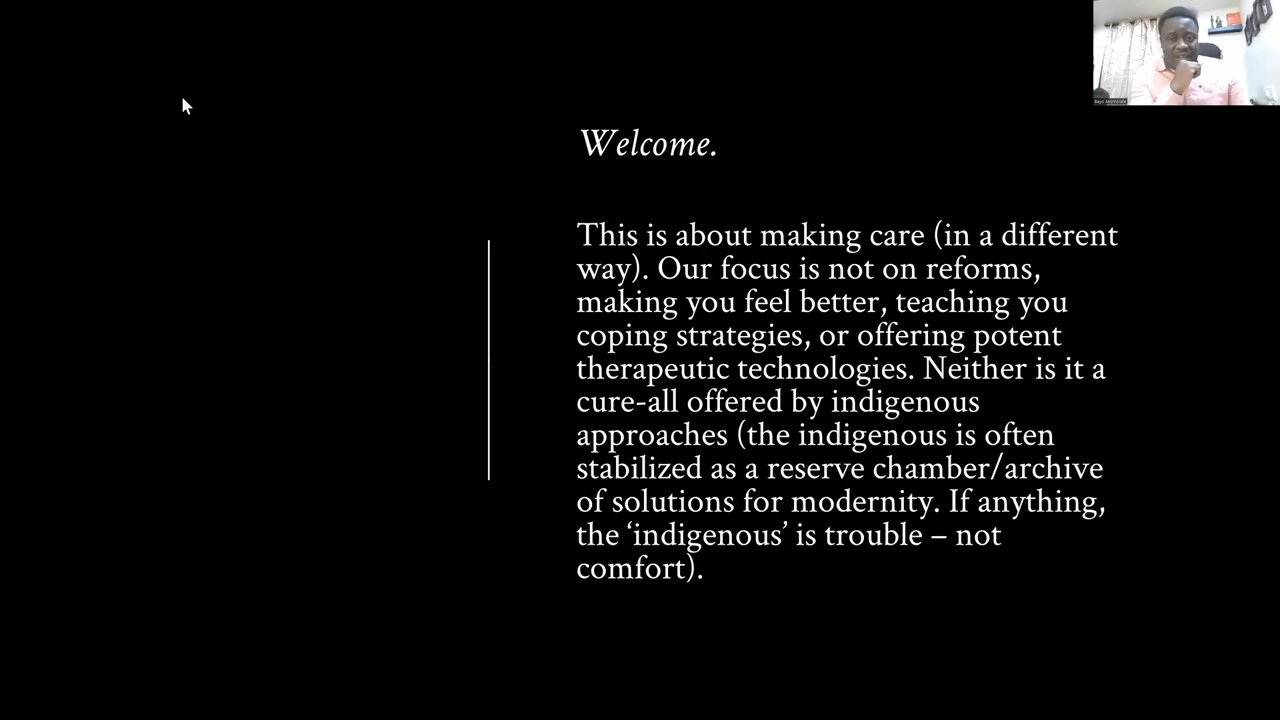 Welcome.
This is about making care (in a different
way). Our focus is not on reforms,
making you feel better, teaching you
coping strategies, or offering potent
therapeutic technologies. Neither is it a
cure-all offered by indigenous
approaches (the indigenous is often
stabilized as a reserve chamber/archive
of solutions for modernity. If anything,
the ‘indigenous’ is trouble – not
comfort).